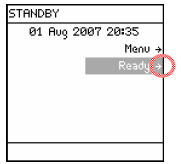 STANDBY
01 Aug 2007 20:35
Menu →
Ready →